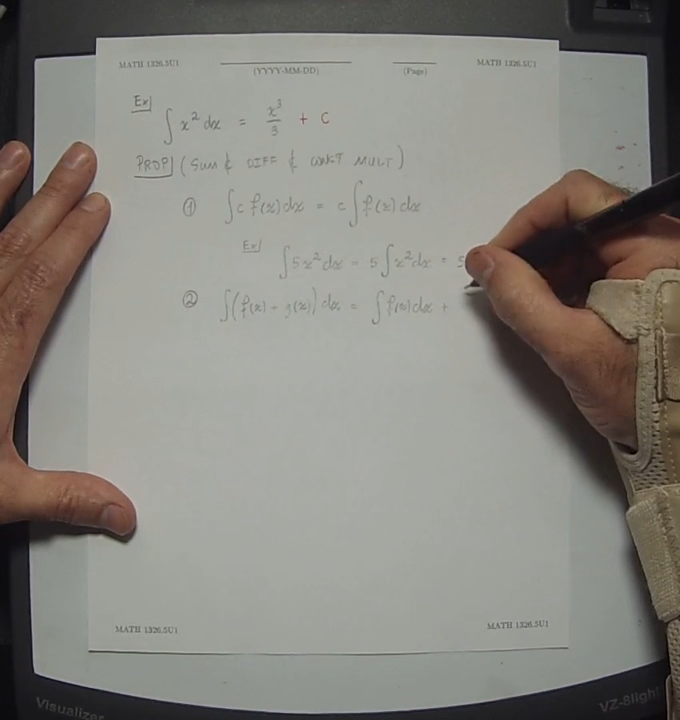 MATH 1326.5U1 (YYYY-MM-DD) (Page) MATH 1326.5U1
Ex| ∫ x² dx = x³/3 + C
PROP| (SUM & DIFF & CONST MULT)
① ∫ c f(x) dx = c ∫ f(x) dx
Ex| ∫ 5x² dx = 5 ∫ x² dx = 5
② ∫ (f(x) + g(x)) dx = ∫ f(x) dx +
MATH 1326.5U1 MATH 1326.5U1
Visualizer VZ-8light